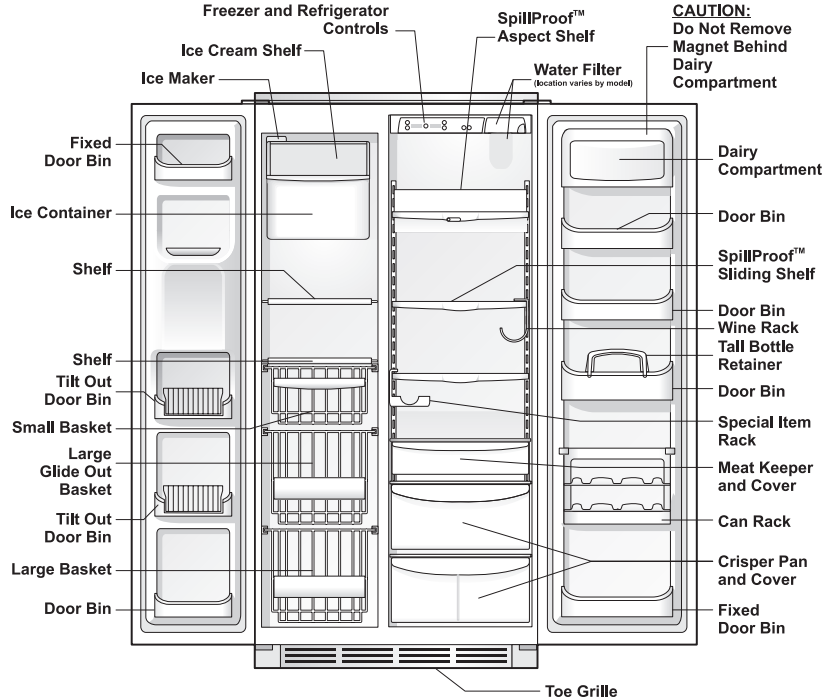 Freezer and Refrigerator
Controls
SpillProof™
Aspect Shelf
CAUTION:
Do Not Remove
Magnet Behind
Dairy
Compartment
Ice Cream Shelf
Ice Maker
Water Filter
(location varies by model)
Fixed
Door Bin
Ice Container
Shelf
Shelf
Tilt Out
Door Bin
Small Basket
Large
Glide Out
Basket
Tilt Out
Door Bin
Large Basket
Door Bin
Dairy
Compartment
Door Bin
SpillProof™
Sliding Shelf
Door Bin
Wine Rack
Tall Bottle
Retainer
Door Bin
Special Item
Rack
Meat Keeper
and Cover
Can Rack
Crisper Pan
and Cover
Fixed
Door Bin
Toe Grille